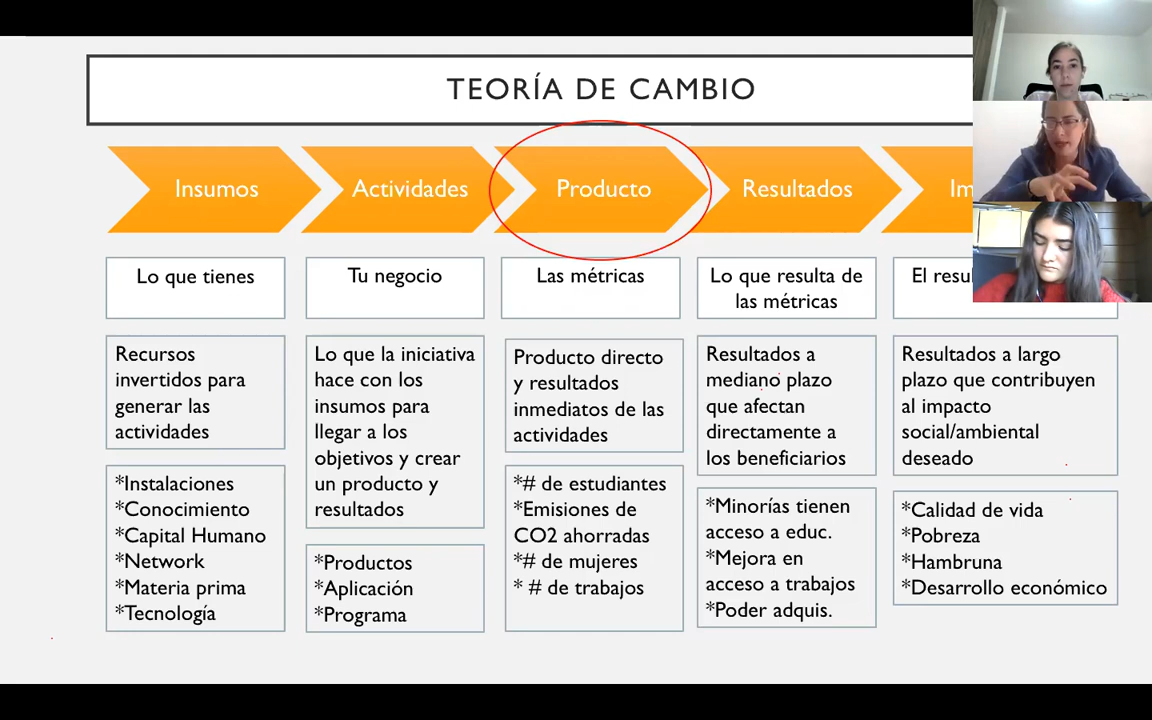 TEORÍA DE CAMBIO
Insumos
Actividades
Producto
Resultados
Lo que tienes
Tu negocio
Las métricas
Lo que resulta de
las métricas
El
Recursos
invertidos para
generar las
actividades
Lo que la iniciativa
hace con los
insumos para
llegar a los
objetivos y crear
un producto y
resultados
Producto directo
y resultados
inmediatos de las
actividades
Resultados a
mediano plazo
que afectan
directamente a
los beneficiarios
Resultados a largo
plazo que contribuyen
al impacto
social/ambiental
deseado
*Instalaciones
*Conocimiento
*Capital Humano
*Network
*Materia prima
*Tecnología
*Productos
*Aplicación
*Programa
*# de estudiantes
*Emisiones de
CO2 ahorradas
*# de mujeres
* # de trabajos
*Minorías tienen
acceso a educ.
*Mejora en
acceso a trabajos
*Poder adquis.
*Calidad de vida
*Pobreza
*Hambruna
*Desarrollo económico